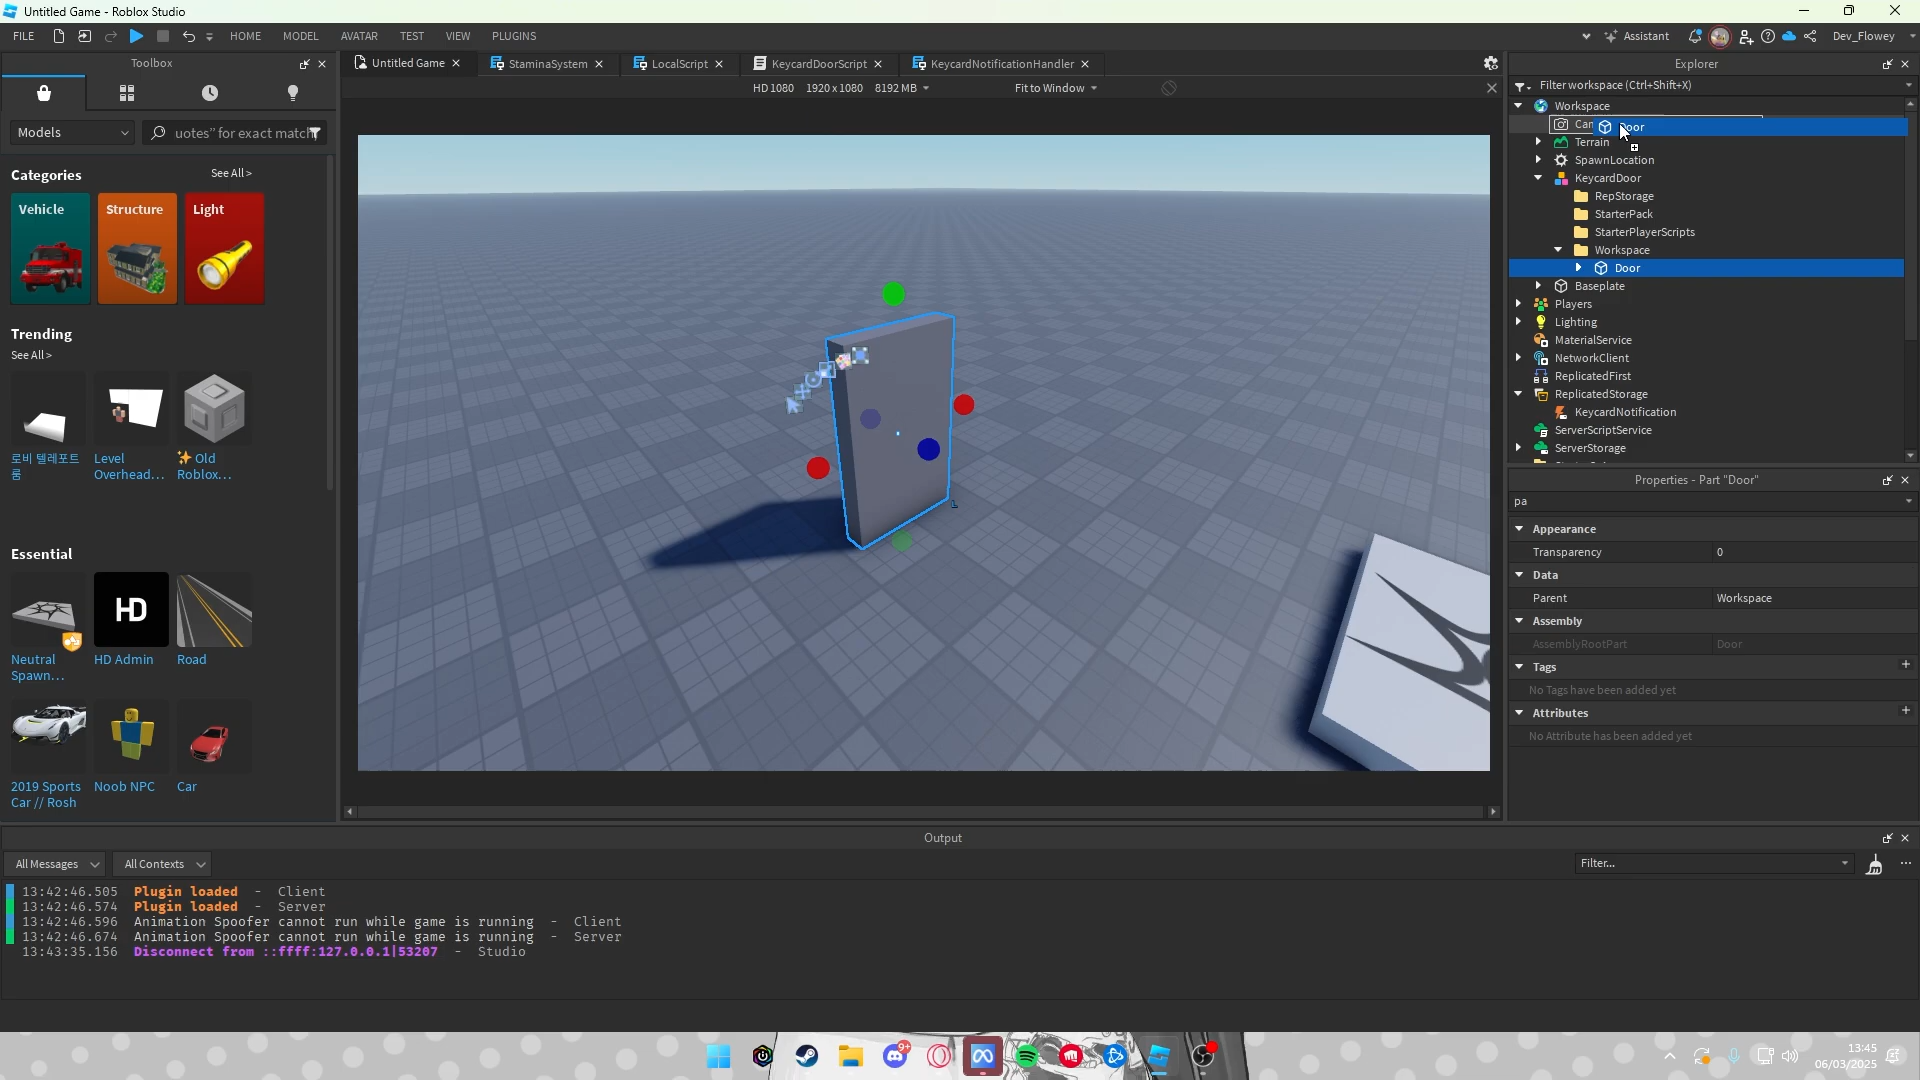 Untitled Game - Roblox Studio
FILE HOME MODEL AVATAR TEST VIEW PLUGINS Assistant Dev_Flowey
Toolbox
Untitled Game StaminaSystem LocalScript KeycardDoorScript KeycardNotificationHandler
Explorer
HD 1080 1920 x 1080 8192 MB Fit to Window
Filter workspace (Ctrl+Shift+X)
Models
uotes" for exact match
Categories
See All >
Vehicle
Structure
Light
Trending
See All >
로비 텔레포트 룸
Level Overhead...
✨ Old Roblox...
Essential
Neutral Spawn...
HD
HD Admin
Road
2019 Sports Car // Rosh
Noob NPC
Car
Workspace
Door
Terrain
SpawnLocation
KeycardDoor
RepStorage
StarterPack
StarterPlayerScripts
Workspace
Door
Baseplate
Players
Lighting
MaterialService
NetworkClient
ReplicatedFirst
ReplicatedStorage
KeycardNotification
ServerScriptService
ServerStorage
Properties - Part "Door"
pa
Appearance
Transparency 0
Data
Parent Workspace
Assembly
AssemblyRootPart Door
Tags
No Tags have been added yet
Attributes
No Attribute has been added yet
Output
All Messages All Contexts Filter...
13:42:46.505 Plugin loaded - Client
13:42:46.574 Plugin loaded - Server
13:42:46.596 Animation Spoofer cannot run while game is running - Client
13:42:46.674 Animation Spoofer cannot run while game is running - Server
13:43:35.156 Disconnect from ::ffff:127.0.0.1|53207 - Studio
9+
13:45
06/03/2025